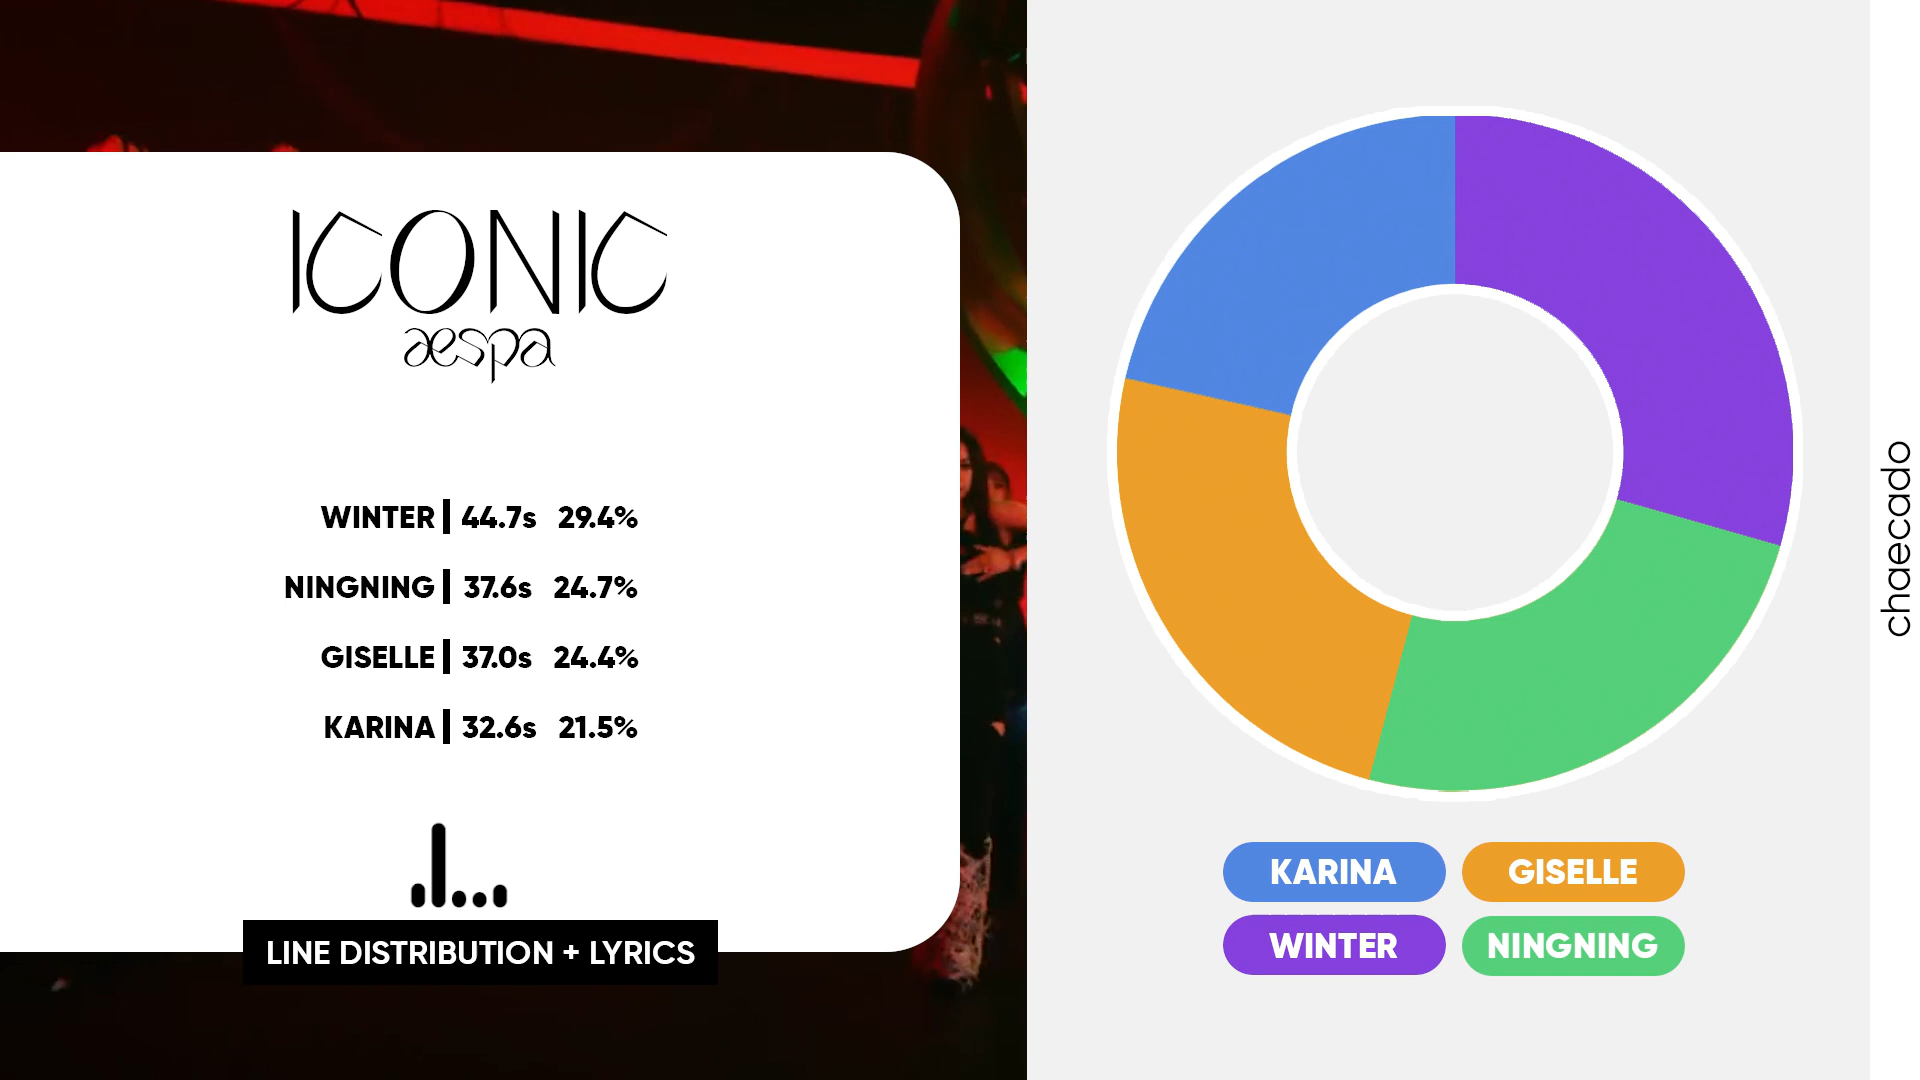 ICONIC
aespa
WINTER 44.7s 29.4%
NINGNING 37.6s 24.7%
GISELLE 37.0s 24.4%
KARINA 32.6s 21.5%
LINE DISTRIBUTION + LYRICS
KARINA GISELLE
WINTER NINGNING
chaecado